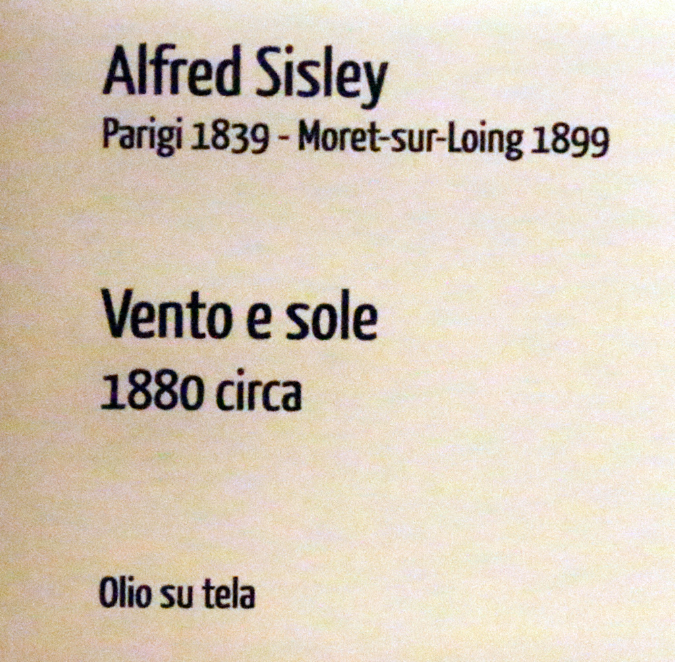 Alfred Sisley
Parigi 1839 - Moret-sur-Loing 1899
Vento e sole
1880 circa
Olio su tela